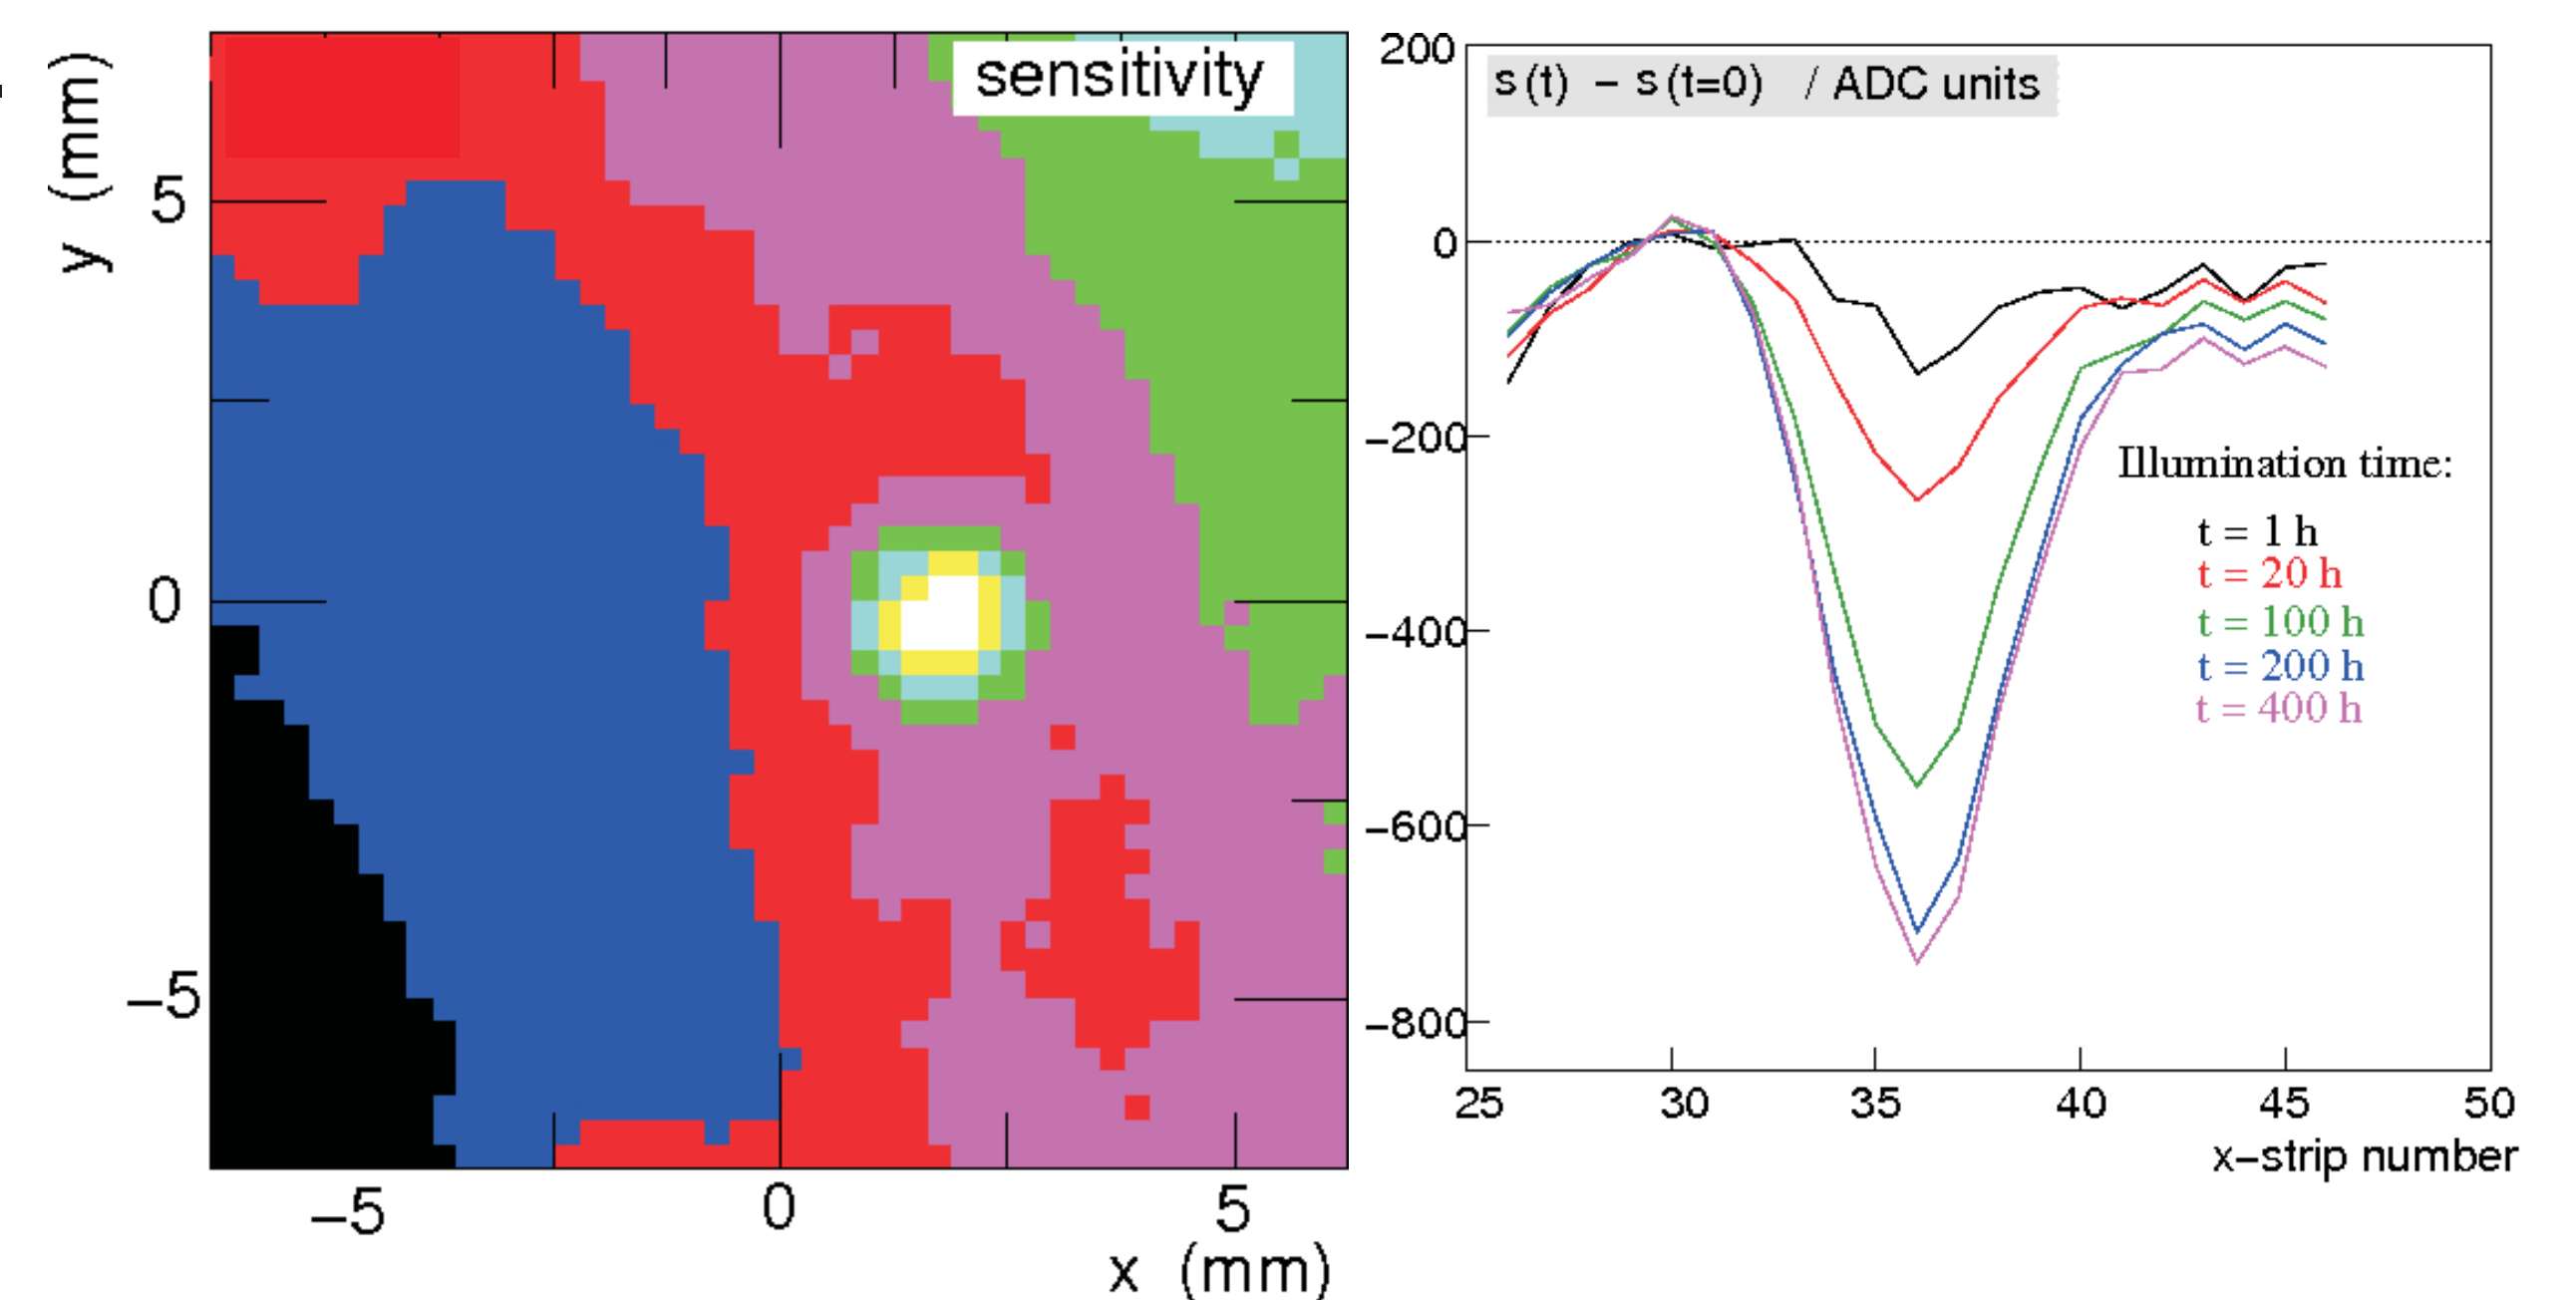 sensitivity
y (mm)
5
0
−5
−5
0
5
x (mm)
s(t) − s(t=0) / ADC units
200
0
−200
−400
−600
−800
Illumination time:
t = 1 h
t = 20 h
t = 100 h
t = 200 h
t = 400 h
25
30
35
40
45
50
x−strip number